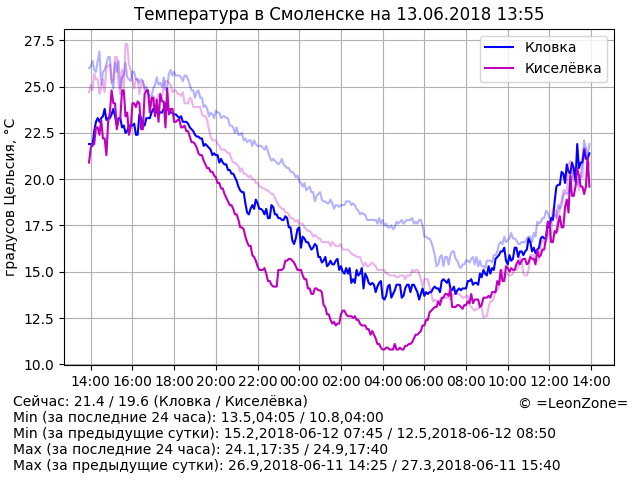 Температура в Смоленске на 13.06.2018 13:55
Кловка
Киселёвка
градусов Цельсия, °C
27.5
25.0
22.5
20.0
17.5
15.0
12.5
10.0
14:00 16:00 18:00 20:00 22:00 00:00 02:00 04:00 06:00 08:00 10:00 12:00 14:00
Сейчас: 21.4 / 19.6 (Кловка / Киселёвка)
© =LeonZone=
Min (за последние 24 часа): 13.5,04:05 / 10.8,04:00
Min (за предыдущие сутки): 15.2,2018-06-12 07:45 / 12.5,2018-06-12 08:50
Max (за последние 24 часа): 24.1,17:35 / 24.9,17:40
Max (за предыдущие сутки): 26.9,2018-06-11 14:25 / 27.3,2018-06-11 15:40